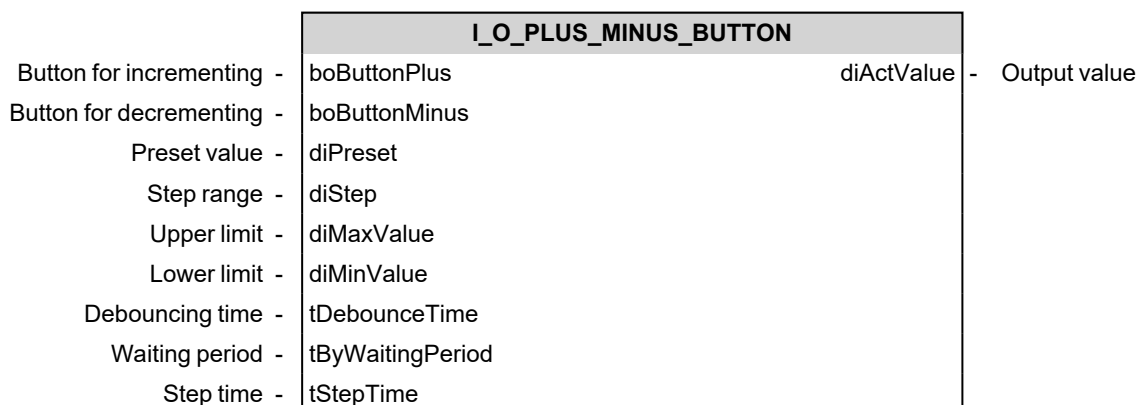 I_O_PLUS_MINUS_BUTTON
Button for incrementing - boButtonPlus diActValue - Output value
Button for decrementing - boButtonMinus
Preset value - diPreset
Step range - diStep
Upper limit - diMaxValue
Lower limit - diMinValue
Debouncing time - tDebounceTime
Waiting period - tByWaitingPeriod
Step time - tStepTime